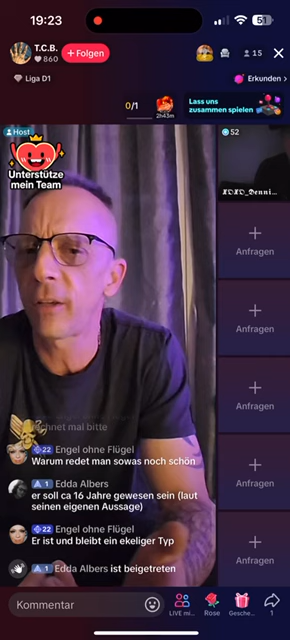 19:23
51
T.C.B.
860
+ Folgen
15
Liga D1
Erkunden >
0/1
2h43m
Lass uns
zusammen spielen
Host
52
Unterstütze
mein Team
XOXO_Denni...
Anfragen
Anfragen
Anfragen
Anfragen
Anfragen
rechnet mal bitte
22 Engel ohne Flügel
Warum redet man sowas noch schön
1 Edda Albers
er soll ca 16 Jahre gewesen sein (laut
seinen eigenen Aussage)
22 Engel ohne Flügel
Er ist und bleibt ein ekeliger Typ
1 Edda Albers ist beigetreten
Kommentar
LIVE mi...
Rose
Gesche...
1